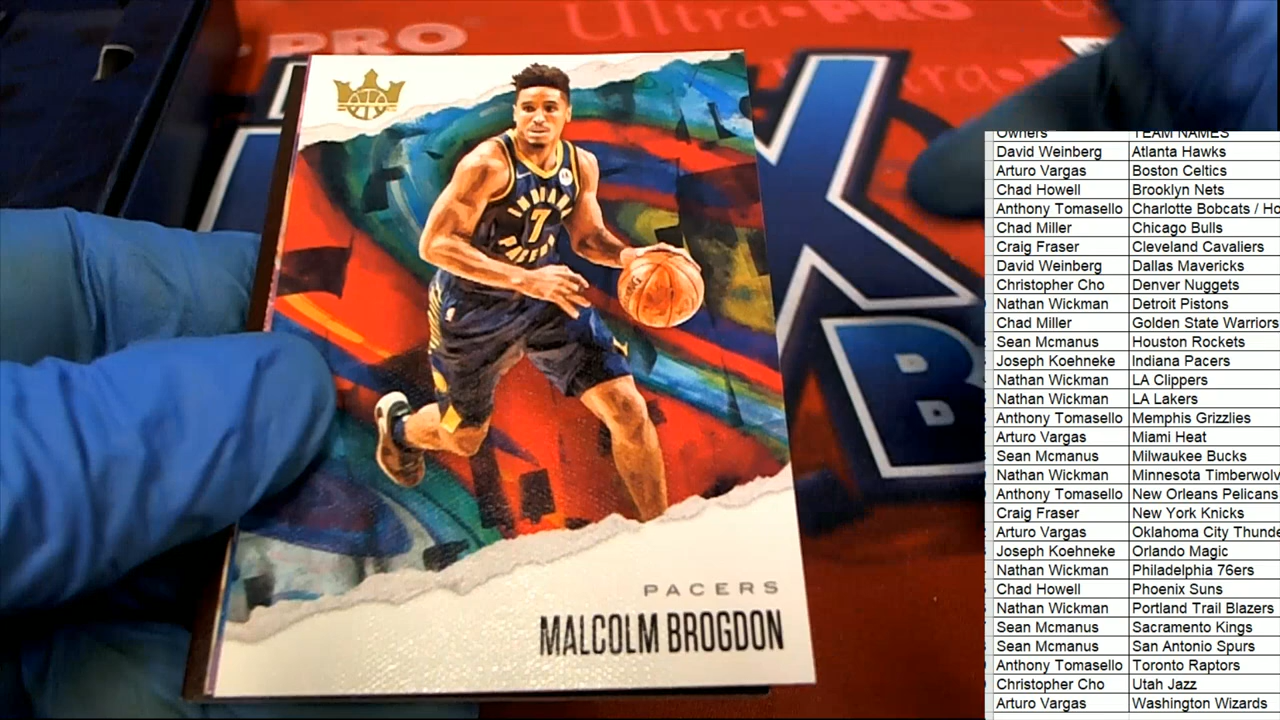 Ultra•PRO
PRO
INDIANA
7
PACERS
PACERS
MALCOLM BROGDON
B
Owners TEAM NAMES
David Weinberg Atlanta Hawks
Arturo Vargas Boston Celtics
Chad Howell Brooklyn Nets
Anthony Tomasello Charlotte Bobcats / Ho
Chad Miller Chicago Bulls
Craig Fraser Cleveland Cavaliers
David Weinberg Dallas Mavericks
Christopher Cho Denver Nuggets
Nathan Wickman Detroit Pistons
Chad Miller Golden State Warriors
Sean Mcmanus Houston Rockets
Joseph Koehneke Indiana Pacers
Nathan Wickman LA Clippers
Nathan Wickman LA Lakers
Anthony Tomasello Memphis Grizzlies
Arturo Vargas Miami Heat
Sean Mcmanus Milwaukee Bucks
Nathan Wickman Minnesota Timberwolv
Anthony Tomasello New Orleans Pelicans
Craig Fraser New York Knicks
Arturo Vargas Oklahoma City Thunde
Joseph Koehneke Orlando Magic
Nathan Wickman Philadelphia 76ers
Chad Howell Phoenix Suns
Nathan Wickman Portland Trail Blazers
Sean Mcmanus Sacramento Kings
Sean Mcmanus San Antonio Spurs
Anthony Tomasello Toronto Raptors
Christopher Cho Utah Jazz
Arturo Vargas Washington Wizards